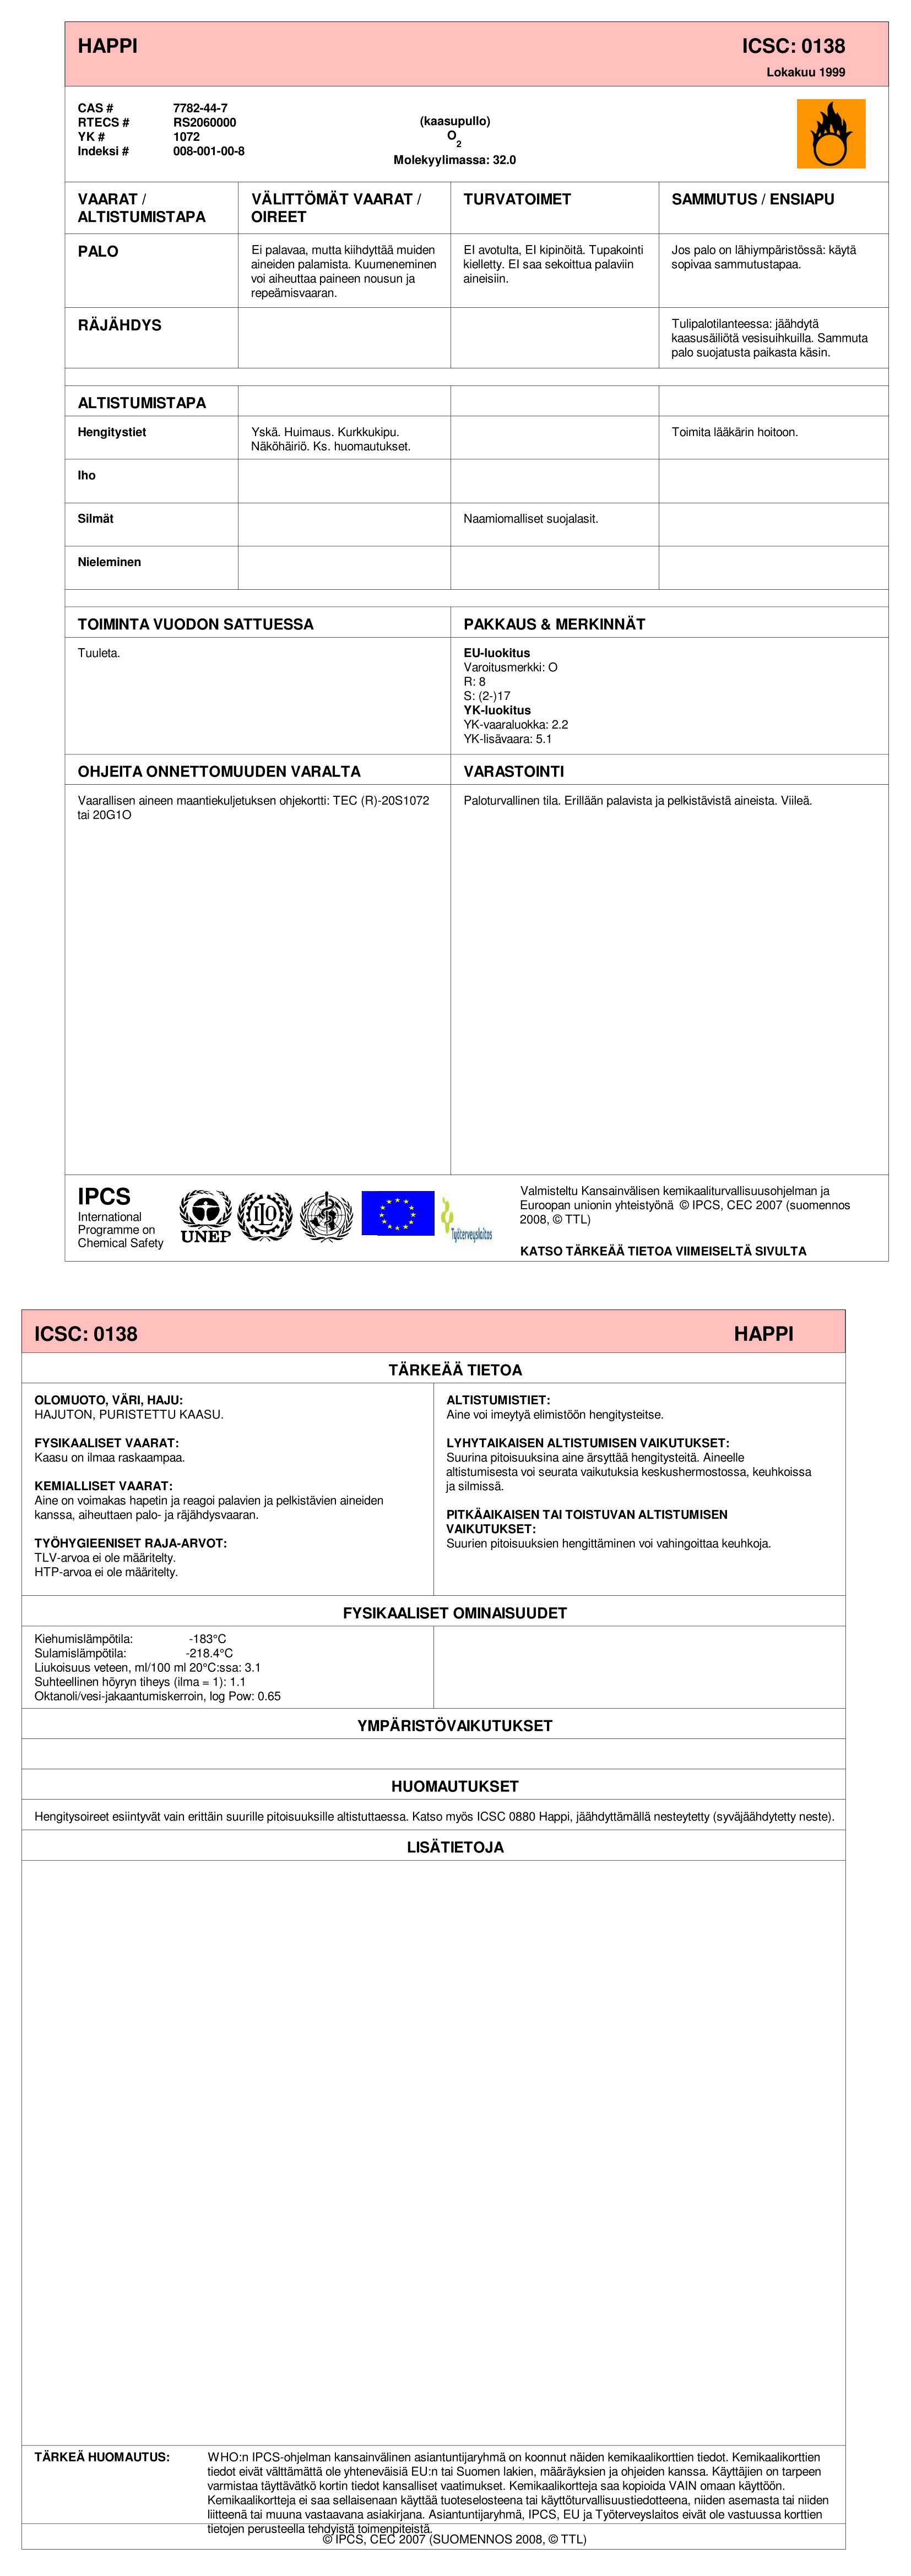 HAPPI
ICSC: 0138
Lokakuu 1999
CAS # 7782-44-7
RTECS # RS2060000
YK # 1072
Indeksi # 008-001-00-8
(kaasupullo)
O2
Molekyylimassa: 32.0
VAARAT /
ALTISTUMISTAPA
VÄLITTÖMÄT VAARAT /
OIREET
TURVATOIMET
SAMMUTUS / ENSIAPU
PALO
Ei palavaa, mutta kiihdyttää muiden
aineiden palamista. Kuumeneminen
voi aiheuttaa paineen nousun ja
repeämisvaaran.
EI avotulta, EI kipinöitä. Tupakointi
kielletty. EI saa sekoittua palaviin
aineisiin.
Jos palo on lähiympäristössä: käytä
sopivaa sammutustapaa.
RÄJÄHDYS
Tulipalotilanteessa: jäähdytä
kaasusäiliötä vesisuihkuilla. Sammuta
palo suojatusta paikasta käsin.
ALTISTUMISTAPA
Hengitystiet
Yskä. Huimaus. Kurkkukipu.
Näköhäiriö. Ks. huomautukset.
Toimita lääkärin hoitoon.
Iho
Silmät
Naamiomalliset suojalasit.
Nieleminen
TOIMINTA VUODON SATTUESSA
PAKKAUS & MERKINNÄT
Tuuleta.
EU-luokitus
Varoitusmerkki: O
R: 8
S: (2-)17
YK-luokitus
YK-vaaraluokka: 2.2
YK-lisävaara: 5.1
OHJEITA ONNETTOMUUDEN VARALTA
VARASTOINTI
Vaarallisen aineen maantiekuljetuksen ohjekortti: TEC (R)-20S1072
tai 20G1O
Paloturvallinen tila. Erillään palavista ja pelkistävistä aineista. Viileä.
IPCS
International
Programme on
Chemical Safety
UNEP
ILO
Työterveyslaitos
Valmisteltu Kansainvälisen kemikaaliturvallisuusohjelman ja
Euroopan unionin yhteistyönä © IPCS, CEC 2007 (suomennos
2008, © TTL)
KATSO TÄRKEÄÄ TIETOA VIIMEISELTÄ SIVULTA
ICSC: 0138
HAPPI
TÄRKEÄÄ TIETOA
OLOMUOTO, VÄRI, HAJU:
HAJUTON, PURISTETTU KAASU.
FYSIKAALISET VAARAT:
Kaasu on ilmaa raskaampaa.
KEMIALLISET VAARAT:
Aine on voimakas hapetin ja reagoi palavien ja pelkistävien aineiden
kanssa, aiheuttaen palo- ja räjähdysvaaran.
TYÖHYGIEENISET RAJA-ARVOT:
TLV-arvoa ei ole määritelty.
HTP-arvoa ei ole määritelty.
ALTISTUMISTIET:
Aine voi imeytyä elimistöön hengitysteitse.
LYHYTAIKAISEN ALTISTUMISEN VAIKUTUKSET:
Suurina pitoisuuksina aine ärsyttää hengitysteitä. Aineelle
altistumisesta voi seurata vaikutuksia keskushermostossa, keuhkoissa
ja silmissä.
PITKÄAIKAISEN TAI TOISTUVAN ALTISTUMISEN
VAIKUTUKSET:
Suurien pitoisuuksien hengittäminen voi vahingoittaa keuhkoja.
FYSIKAALISET OMINAISUUDET
Kiehumislämpötila: -183°C
Sulamislämpötila: -218.4°C
Liukoisuus veteen, ml/100 ml 20°C:ssa: 3.1
Suhteellinen höyryn tiheys (ilma = 1): 1.1
Oktanoli/vesi-jakaantumiskerroin, log Pow: 0.65
YMPÄRISTÖVAIKUTUKSET
HUOMAUTUKSET
Hengitysoireet esiintyvät vain erittäin suurille pitoisuuksille altistuttaessa. Katso myös ICSC 0880 Happi, jäähdyttämällä nesteytetty (syväjäähdytetty neste).
LISÄTIETOJA
TÄRKEÄ HUOMAUTUS:
WHO:n IPCS-ohjelman kansainvälinen asiantuntijaryhmä on koonnut näiden kemikaalikorttien tiedot. Kemikaalikorttien
tiedot eivät välttämättä ole yhteneväisiä EU:n tai Suomen lakien, määräyksien ja ohjeiden kanssa. Käyttäjien on tarpeen
varmistaa täyttävätkö kortin tiedot kansalliset vaatimukset. Kemikaalikortteja saa kopioida VAIN omaan käyttöön.
Kemikaalikortteja ei saa sellaisenaan käyttää tuoteselosteena tai käyttöturvallisuustiedotteena, niiden asemasta tai niiden
liitteenä tai muuna vastaavana asiakirjana. Asiantuntijaryhmä, IPCS, EU ja Työterveyslaitos eivät ole vastuussa korttien
tietojen perusteella tehdyistä toimenpiteistä.
© IPCS, CEC 2007 (SUOMENNOS 2008, © TTL)